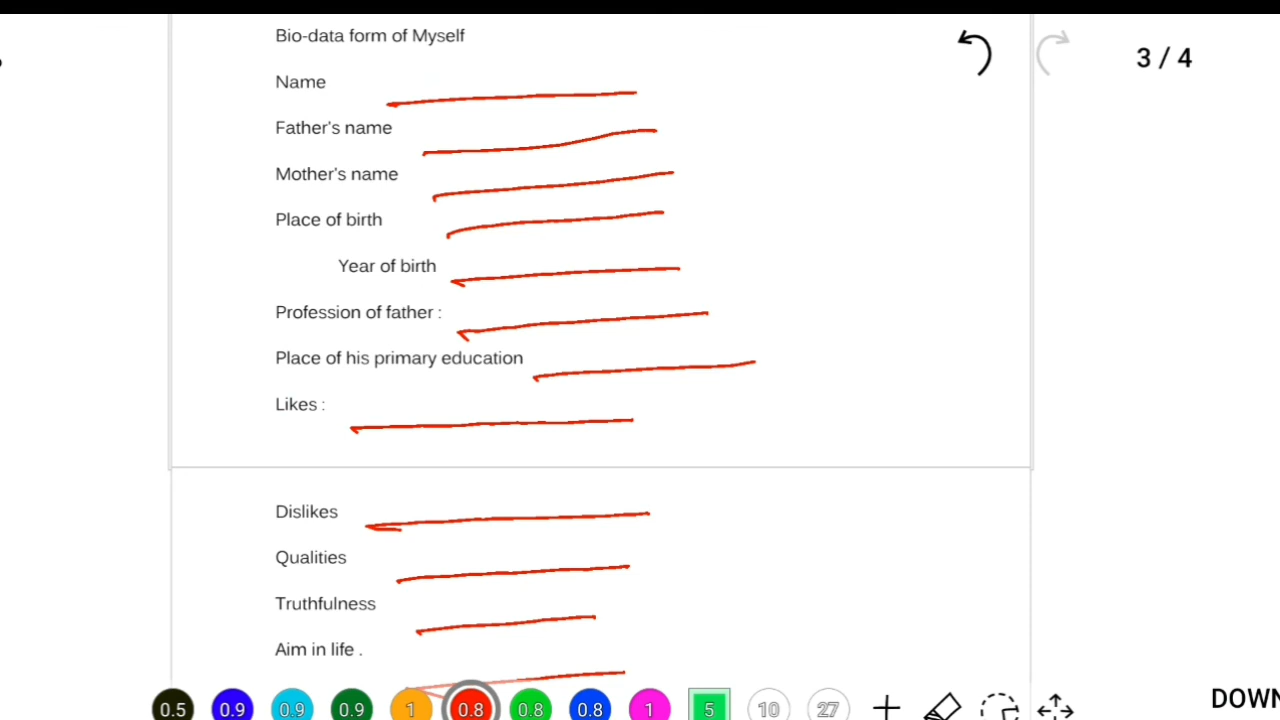 Bio-data form of Myself
3 / 4
Name
Father's name
Mother's name
Place of birth
Year of birth
Profession of father :
Place of his primary education
Likes :
Dislikes
Qualities
Truthfulness
Aim in life .
0.5 0.9 0.9 0.9 1 0.8 0.8 0.8 1 5 10 27
DOWN